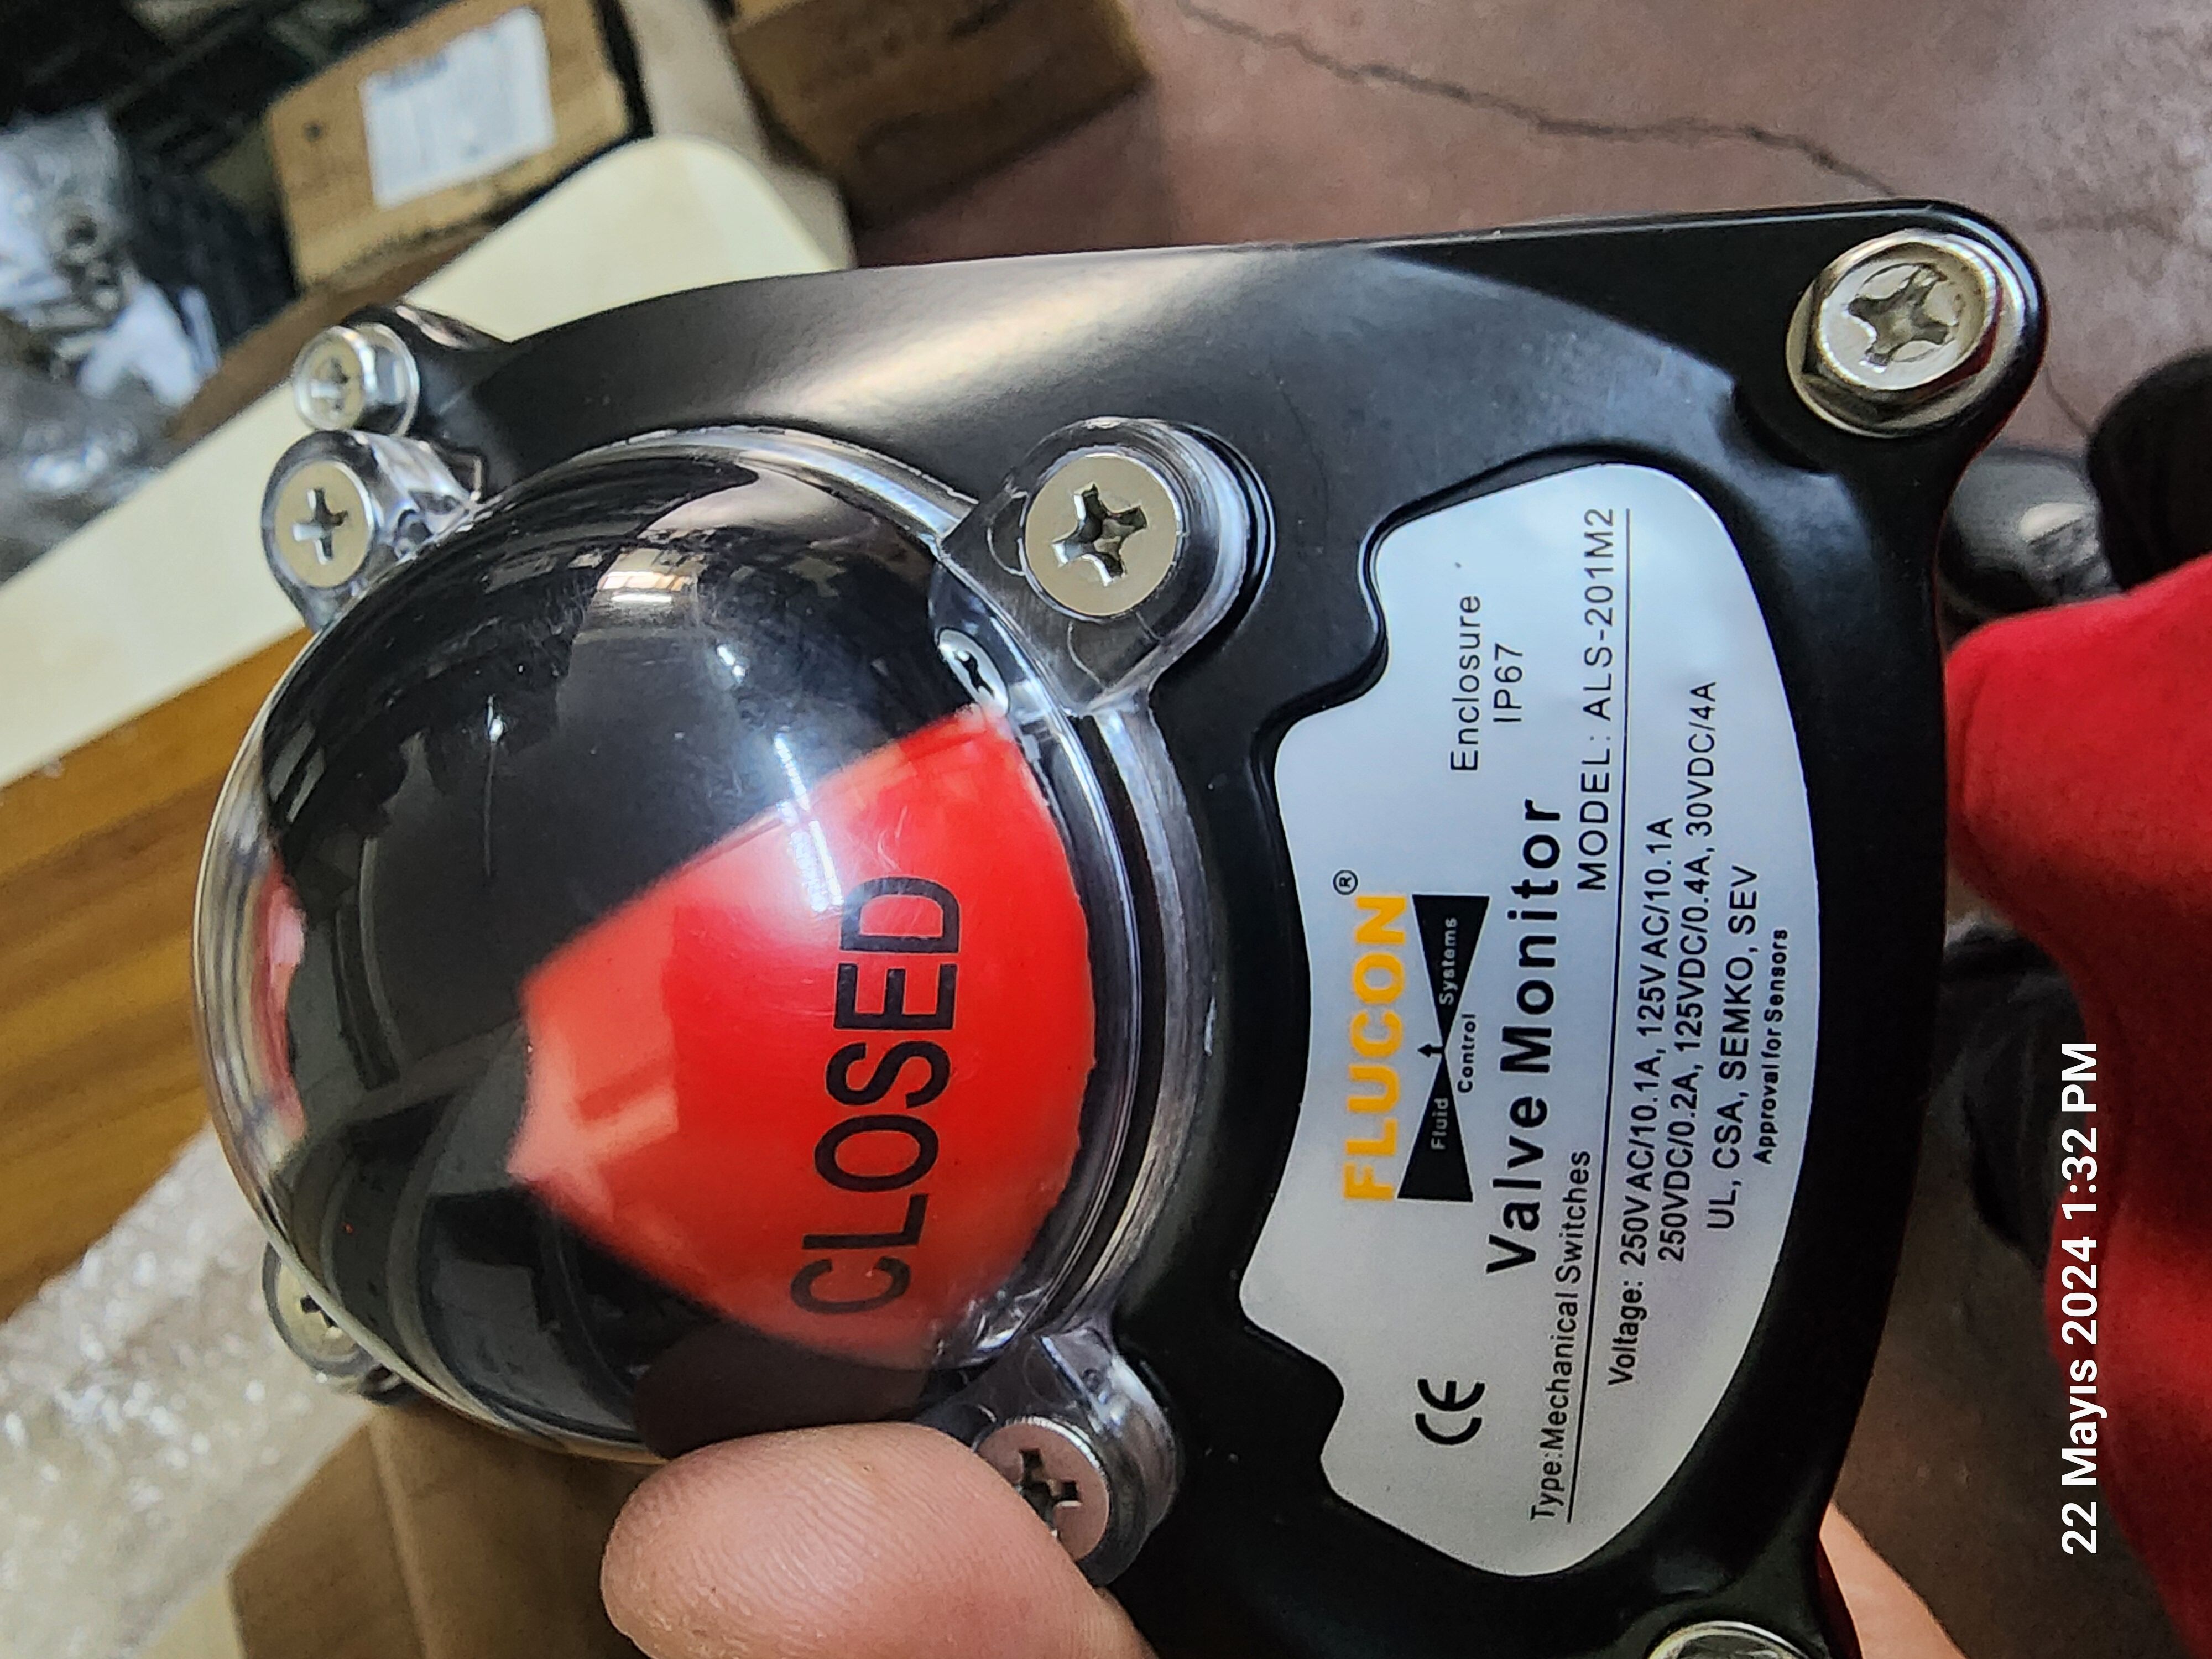 CLOSED
FLUCON®
Fluid Control Systems
Enclosure
IP67
CE
Valve Monitor
Type:Mechanical Switches
MODEL: ALS-201M2
Voltage: 250VAC/10.1A, 125VAC/10.1A
250VDC/0.2A, 125VDC/0.4A, 30VDC/4A
UL, CSA, SEMKO, SEV
Approval for Sensors
22 Mayıs 2024 1:32 PM